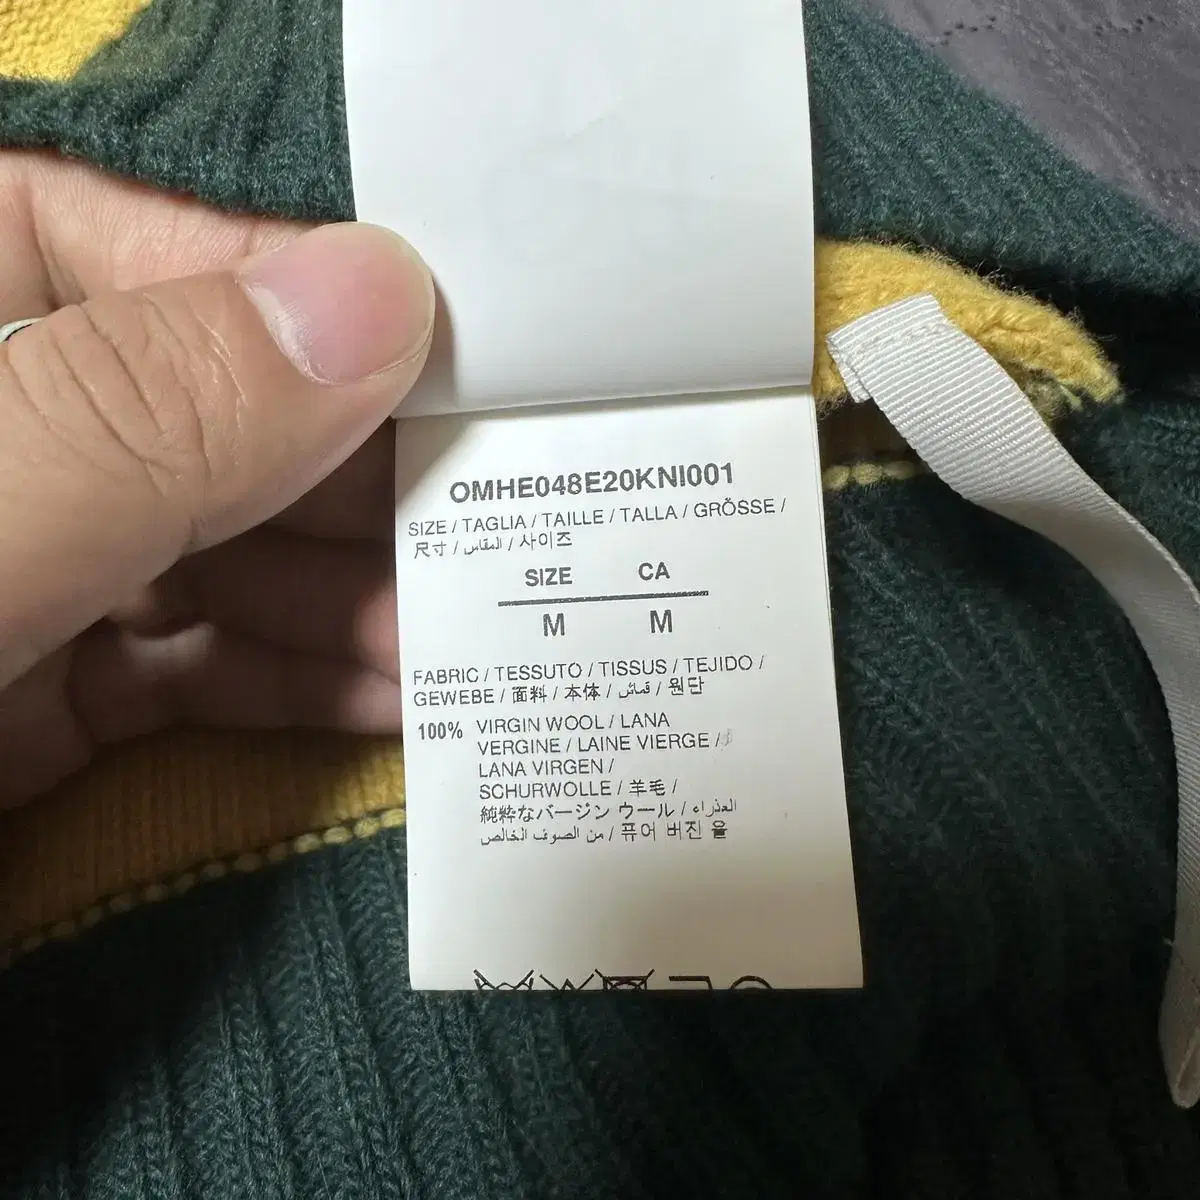 OMHE048E20KNI001
SIZE / TAGLIA / TAILLE / TALLA / GRÖSSE /
尺寸 / المقاس / 사이즈
SIZE CA
M M
FABRIC / TESSUTO / TISSUS / TEJIDO /
GEWEBE / 面料 / 本体 / قماش / 원단
100% VIRGIN WOOL / LANA
VERGINE / LAINE VIERGE /
LANA VIRGEN /
SCHURWOLLE / 羊毛 /
純粋なバージン ウール / العذراء
من الصوف الخالص / 퓨어 버진 울